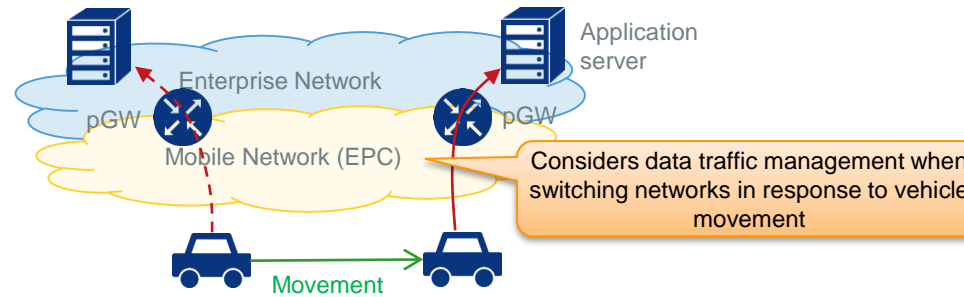 Application
server
Enterprise Network
pGW
pGW
Mobile Network (EPC)
Considers data traffic management when
switching networks in response to vehicle
movement
Movement